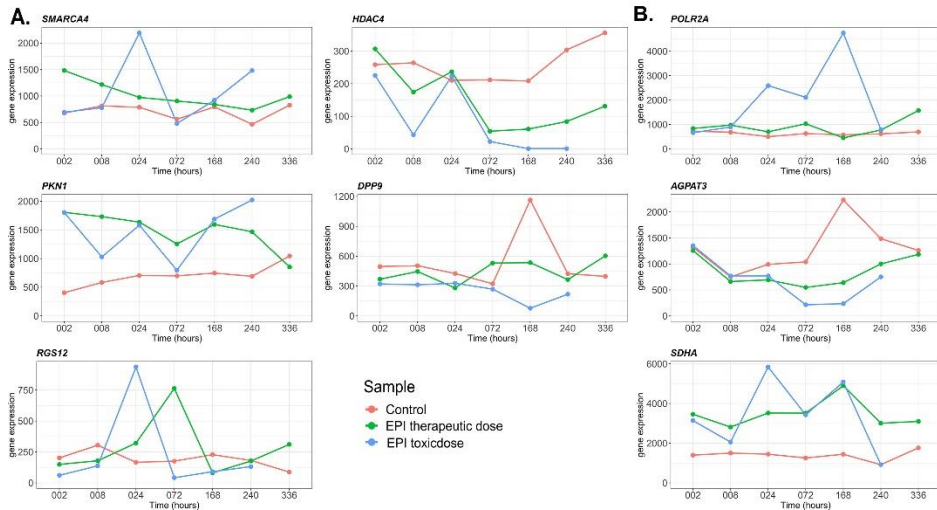 A.
SMARCA4
gene expression
2000
1500
1000
500
0
002 008 024 072 168 240 336
Time (hours)
HDAC4
gene expression
300
200
100
0
002 008 024 072 168 240 336
Time (hours)
B.
POLR2A
gene expression
4000
3000
2000
1000
0
002 008 024 072 168 240 336
Time (hours)
PKN1
gene expression
2000
1500
1000
500
0
002 008 024 072 168 240 336
Time (hours)
DPP9
gene expression
1200
900
600
300
0
002 008 024 072 168 240 336
Time (hours)
AGPAT3
gene expression
2000
1500
1000
500
0
002 008 024 072 168 240 336
Time (hours)
RGS12
gene expression
750
500
250
0
002 008 024 072 168 240 336
Time (hours)
Sample
Control
EPI therapeutic dose
EPI toxicdose
SDHA
gene expression
6000
4000
2000
0
002 008 024 072 168 240 336
Time (hours)